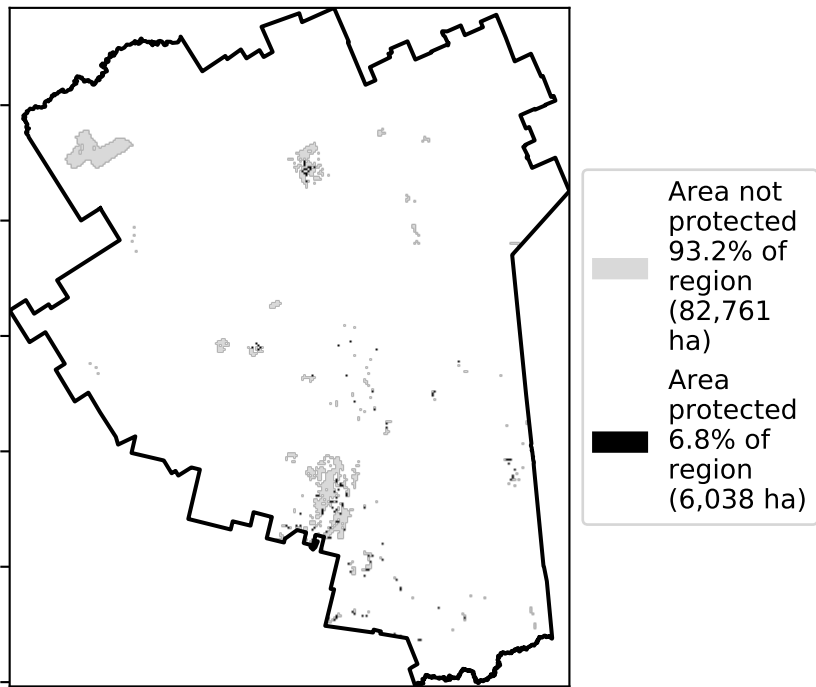 Area not
protected
93.2% of
region
(82,761
ha)
Area
protected
6.8% of
region
(6,038 ha)